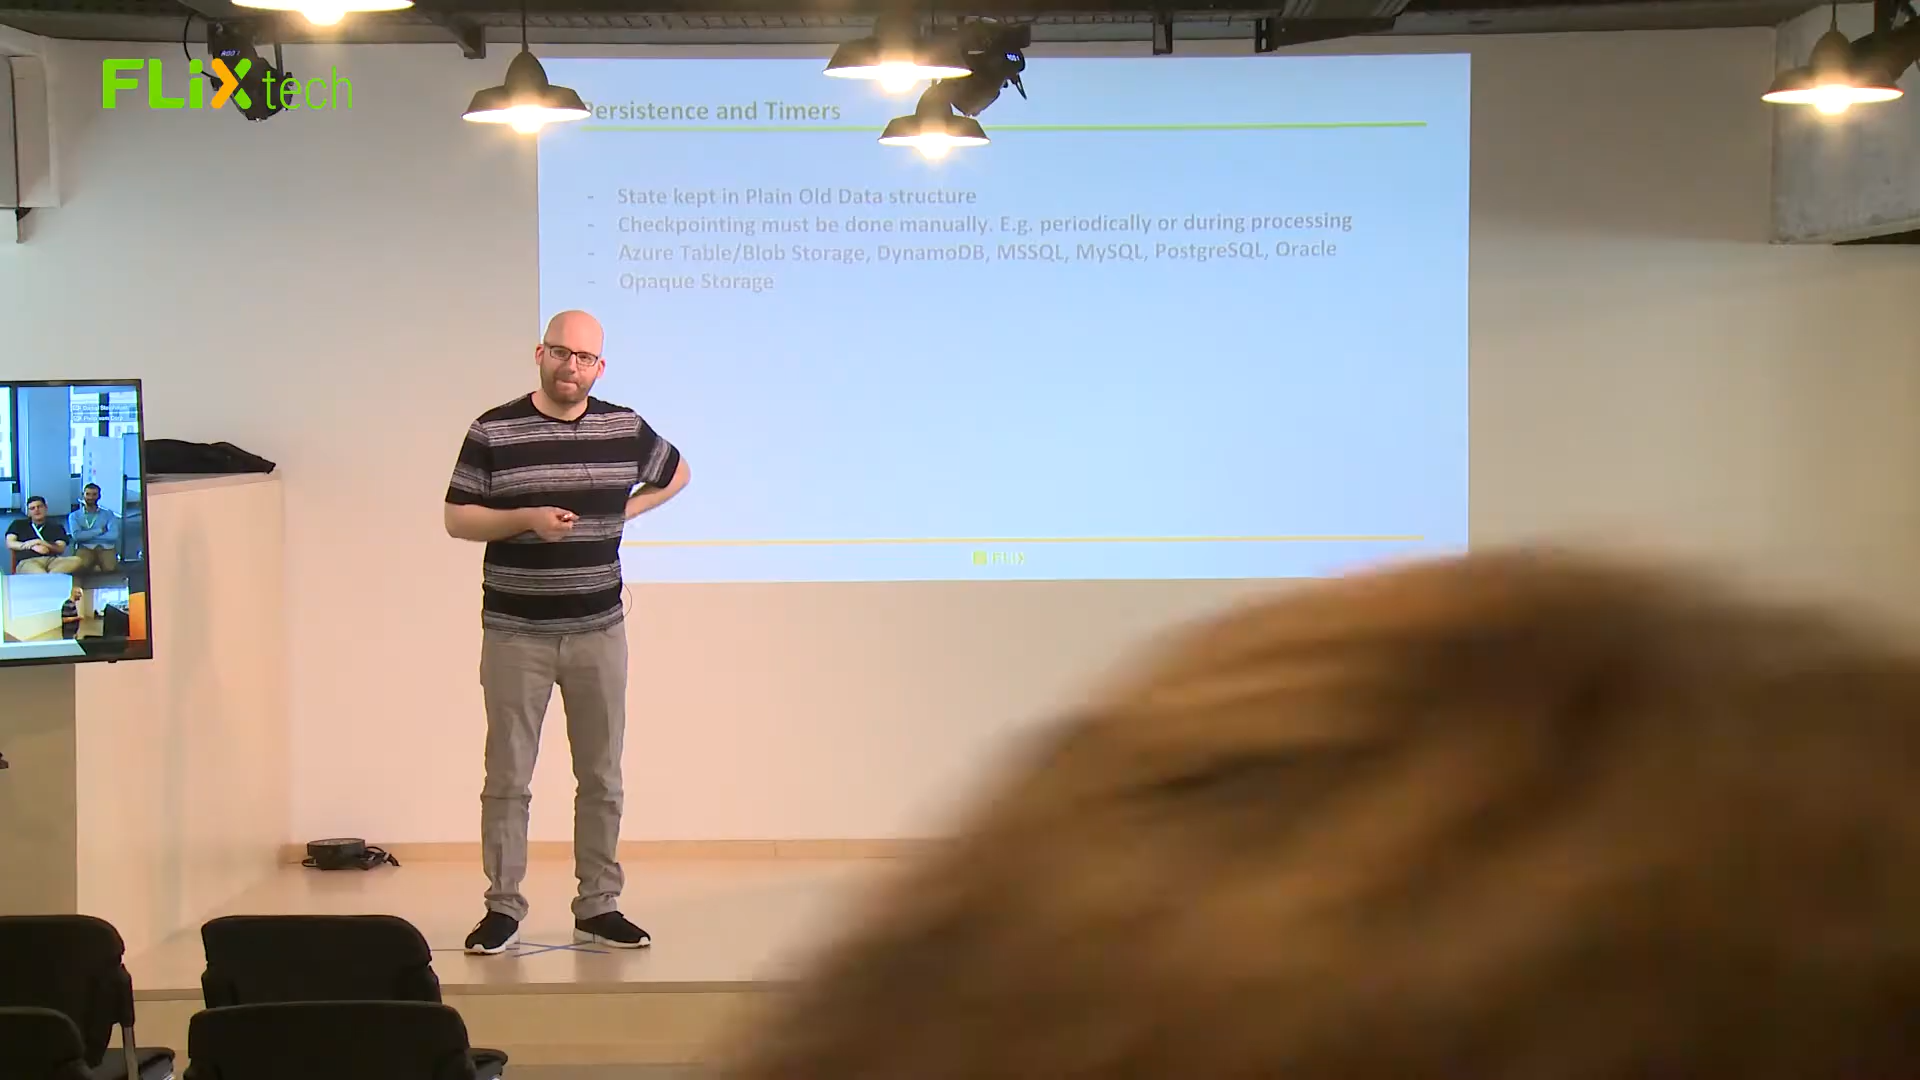 FLiX tech
Persistence and Timers
- State kept in Plain Old Data structure
- Checkpointing must be done manually. E.g. periodically or during processing
- Azure Table/Blob Storage, DynamoDB, MSSQL, MySQL, PostgreSQL, Oracle
- Opaque Storage
FLiX